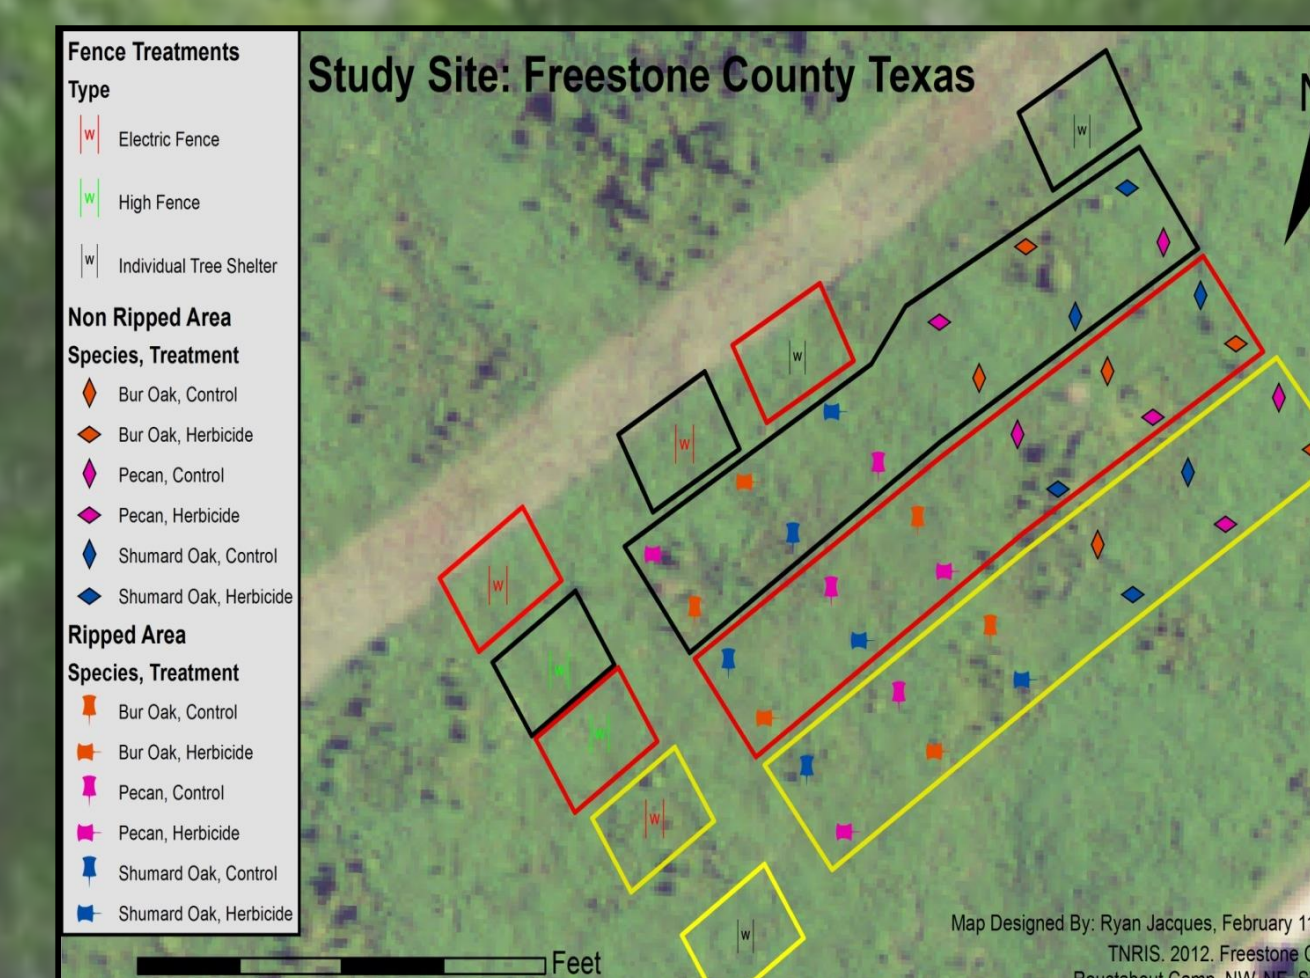 Fence Treatments
Type
W Electric Fence
W High Fence
W Individual Tree Shelter
Non Ripped Area
Species, Treatment
Bur Oak, Control
Bur Oak, Herbicide
Pecan, Control
Pecan, Herbicide
Shumard Oak, Control
Shumard Oak, Herbicide
Ripped Area
Species, Treatment
Bur Oak, Control
Bur Oak, Herbicide
Pecan, Control
Pecan, Herbicide
Shumard Oak, Control
Shumard Oak, Herbicide
Study Site: Freestone County Texas
N
W
W
W
W
W
W
W
W
Feet
Map Designed By: Ryan Jacques, February
TNRIS. 2012. Freestone